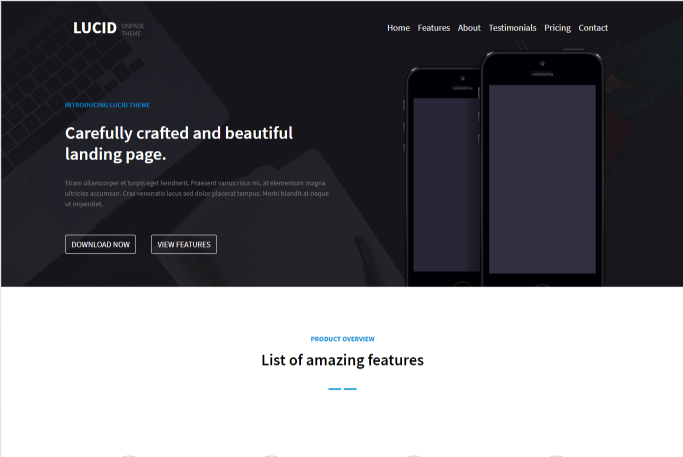 LUCID ONPAGE
THEME
Home Features About Testimonials Pricing Contact
INTRODUCING LUCID THEME
Carefully crafted and beautiful
landing page.
Etiam ullamcorper et turpis eget hendrerit. Praesent varius risus mi, at elementum magna
ultricies accumsan. Cras venenatis lacus sed dolor placerat tempus. Morbi blandit at neque
ut imperdiet.
DOWNLOAD NOW VIEW FEATURES
PRODUCT OVERVIEW
List of amazing features